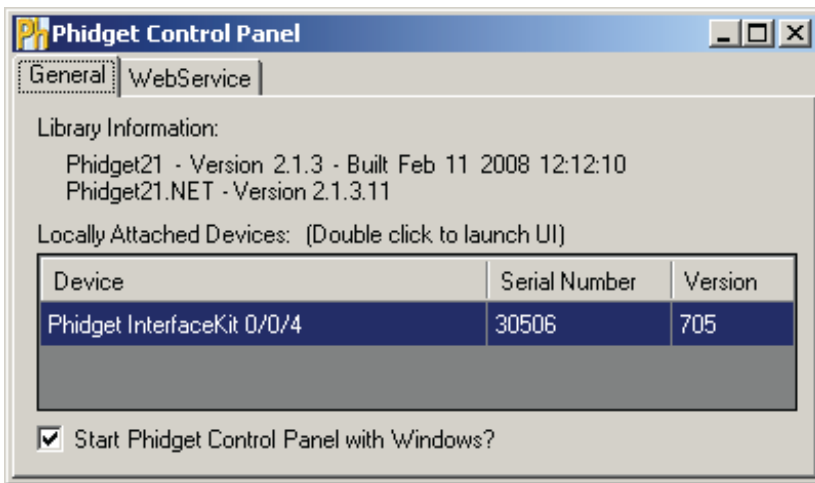 Ph Phidget Control Panel
General WebService
Library Information:
Phidget21 - Version 2.1.3 - Built Feb 11 2008 12:12:10
Phidget21.NET - Version 2.1.3.11
Locally Attached Devices: (Double click to launch UI)
Device Serial Number Version
Phidget InterfaceKit 0/0/4 30506 705
Start Phidget Control Panel with Windows?